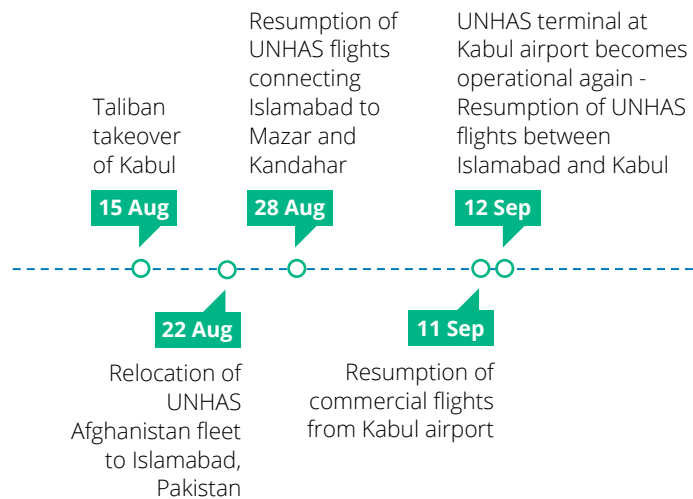 Taliban
takeover
of Kabul
15 Aug
22 Aug
Relocation of
UNHAS
Afghanistan fleet
to Islamabad,
Pakistan
Resumption of
UNHAS flights
connecting
Islamabad to
Mazar and
Kandahar
28 Aug
11 Sep
Resumption of
commercial flights
from Kabul airport
UNHAS terminal at
Kabul airport becomes
operational again -
Resumption of UNHAS
flights between
Islamabad and Kabul
12 Sep